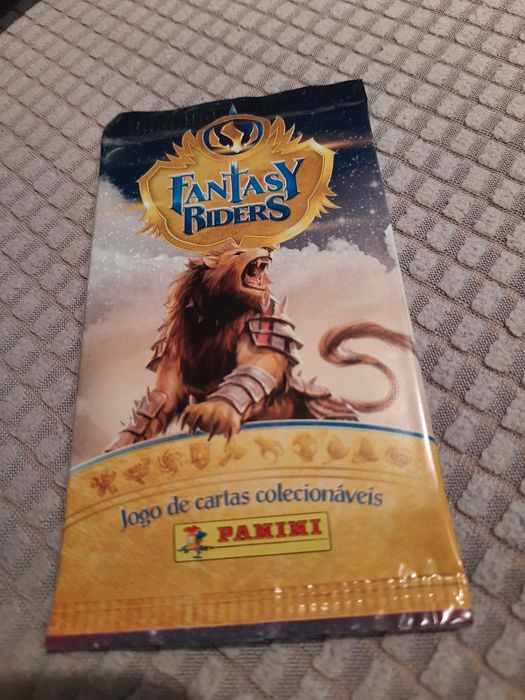 FANTASY
RIDERS
Jogo de cartas colecionáveis
PANINI